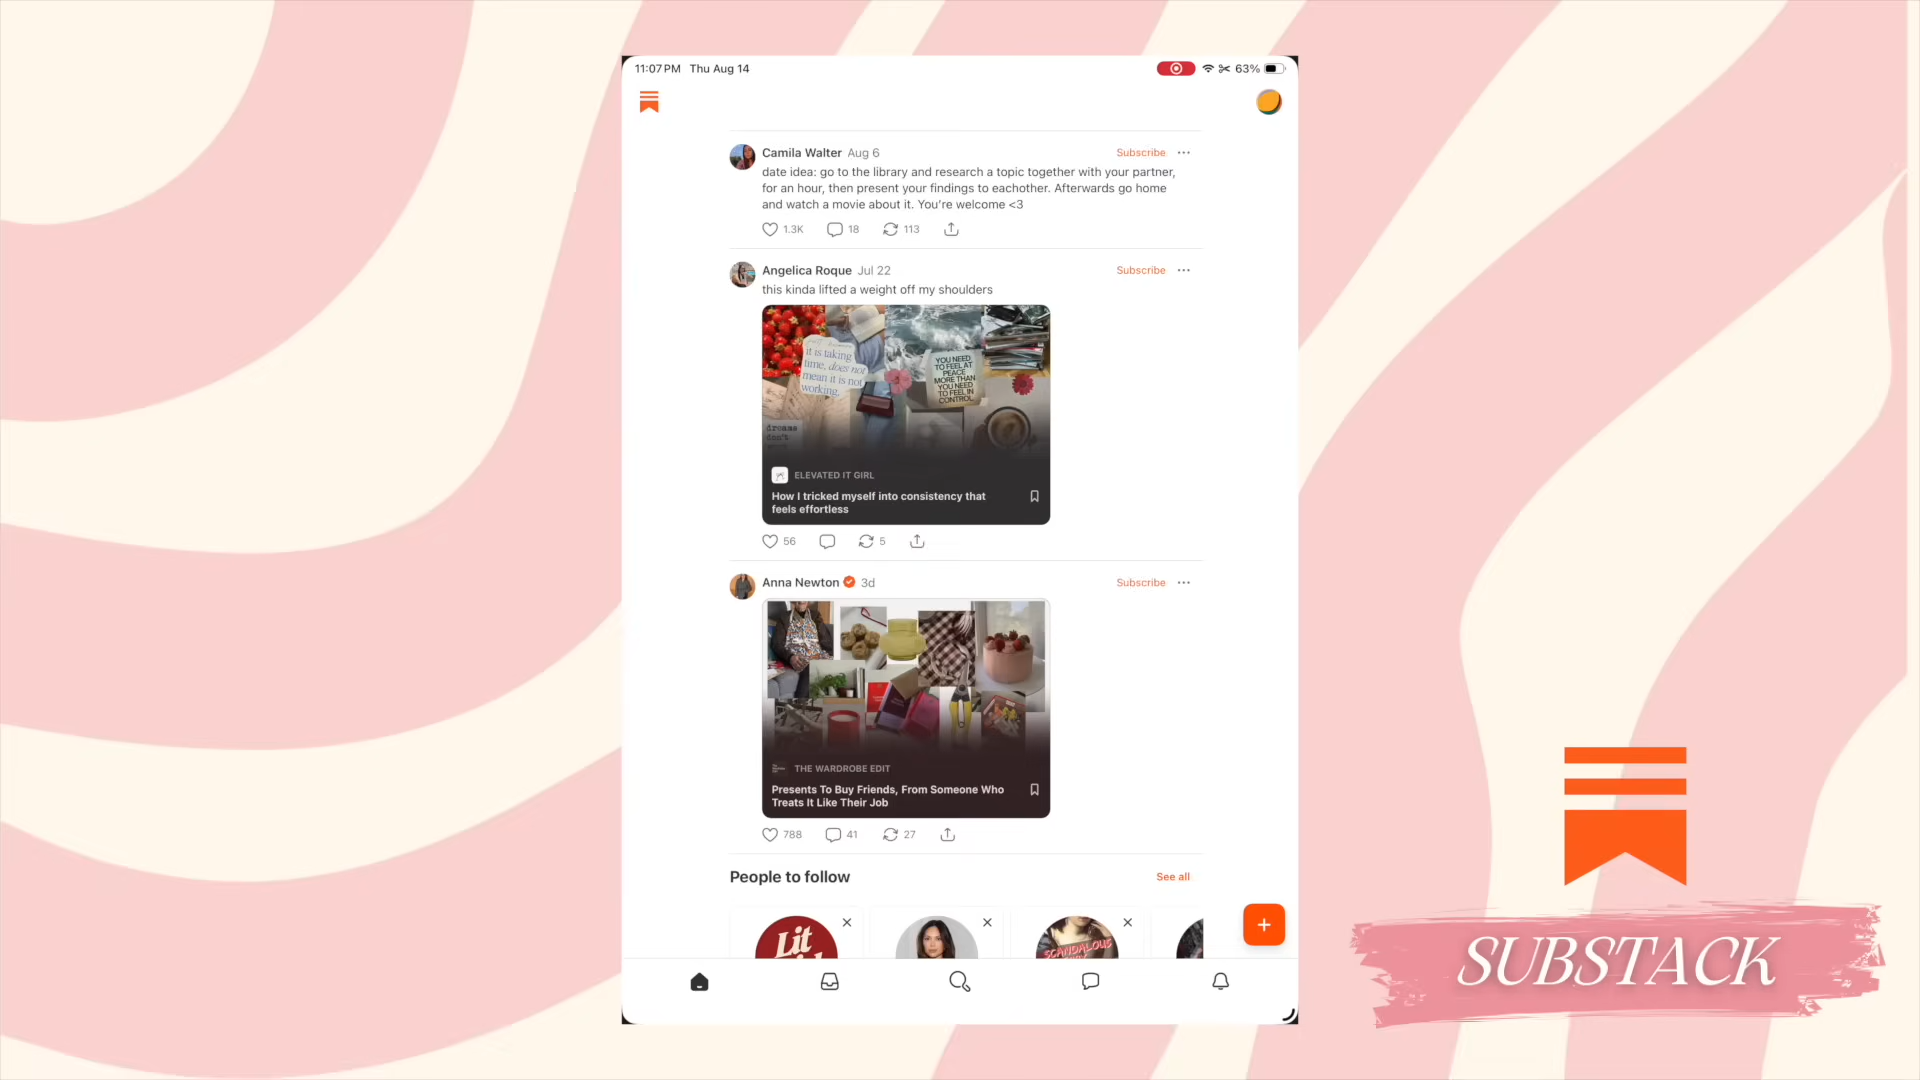 11:07 PM Thu Aug 14
63%
Camila Walter Aug 6
Subscribe
date idea: go to the library and research a topic together with your partner,
for an hour, then present your findings to eachother. Afterwards go home
and watch a movie about it. You're welcome <3
1.3K 18 113
Angelica Roque Jul 22
Subscribe
this kinda lifted a weight off my shoulders
it is taking
time, does not
mean it is not
working.
YOU NEED
TO FEEL AT
PEACE
MORE THAN
YOU NEED
TO FEEL IN
CONTROL
dreams
don't
ELEVATED IT GIRL
How I tricked myself into consistency that
feels effortless
56 5
Anna Newton 3d
Subscribe
THE WARDROBE EDIT
Presents To Buy Friends, From Someone Who
Treats It Like Their Job
788 41 27
People to follow
See all
Lit
SCANDALOUS
SUBSTACK